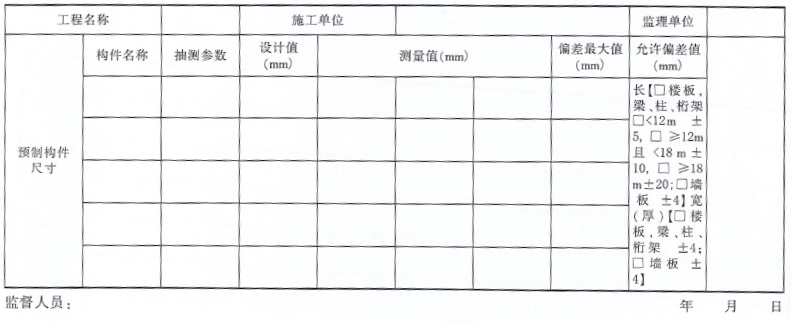 工程名称 施工单位 监理单位
构件名称 抽测参数 设计值(mm) 测量值(mm) 偏差最大值(mm) 允许偏差值(mm)
预制构件
尺寸
长【□楼板,
梁、柱、桁架
□<12m ±
5, □ ≥12m
且 <18 m±
10, □ ≥18
m±20;□墙
板 ±4】宽
(厚)【□楼
板,梁、柱、
桁架 ±4;
□墙板 ±
4】
监督人员: 年 月 日